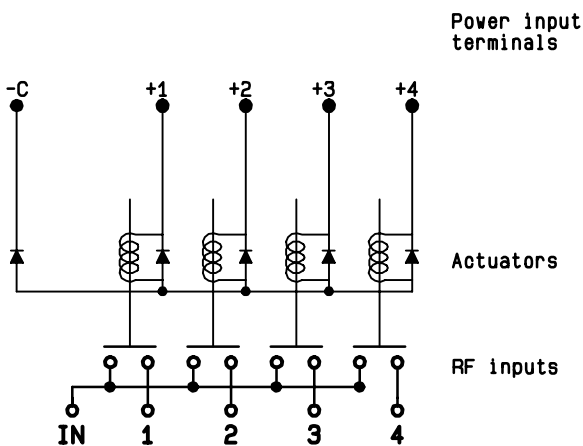 Power input
terminals
-C +1 +2 +3 +4
Actuators
RF inputs
IN 1 2 3 4